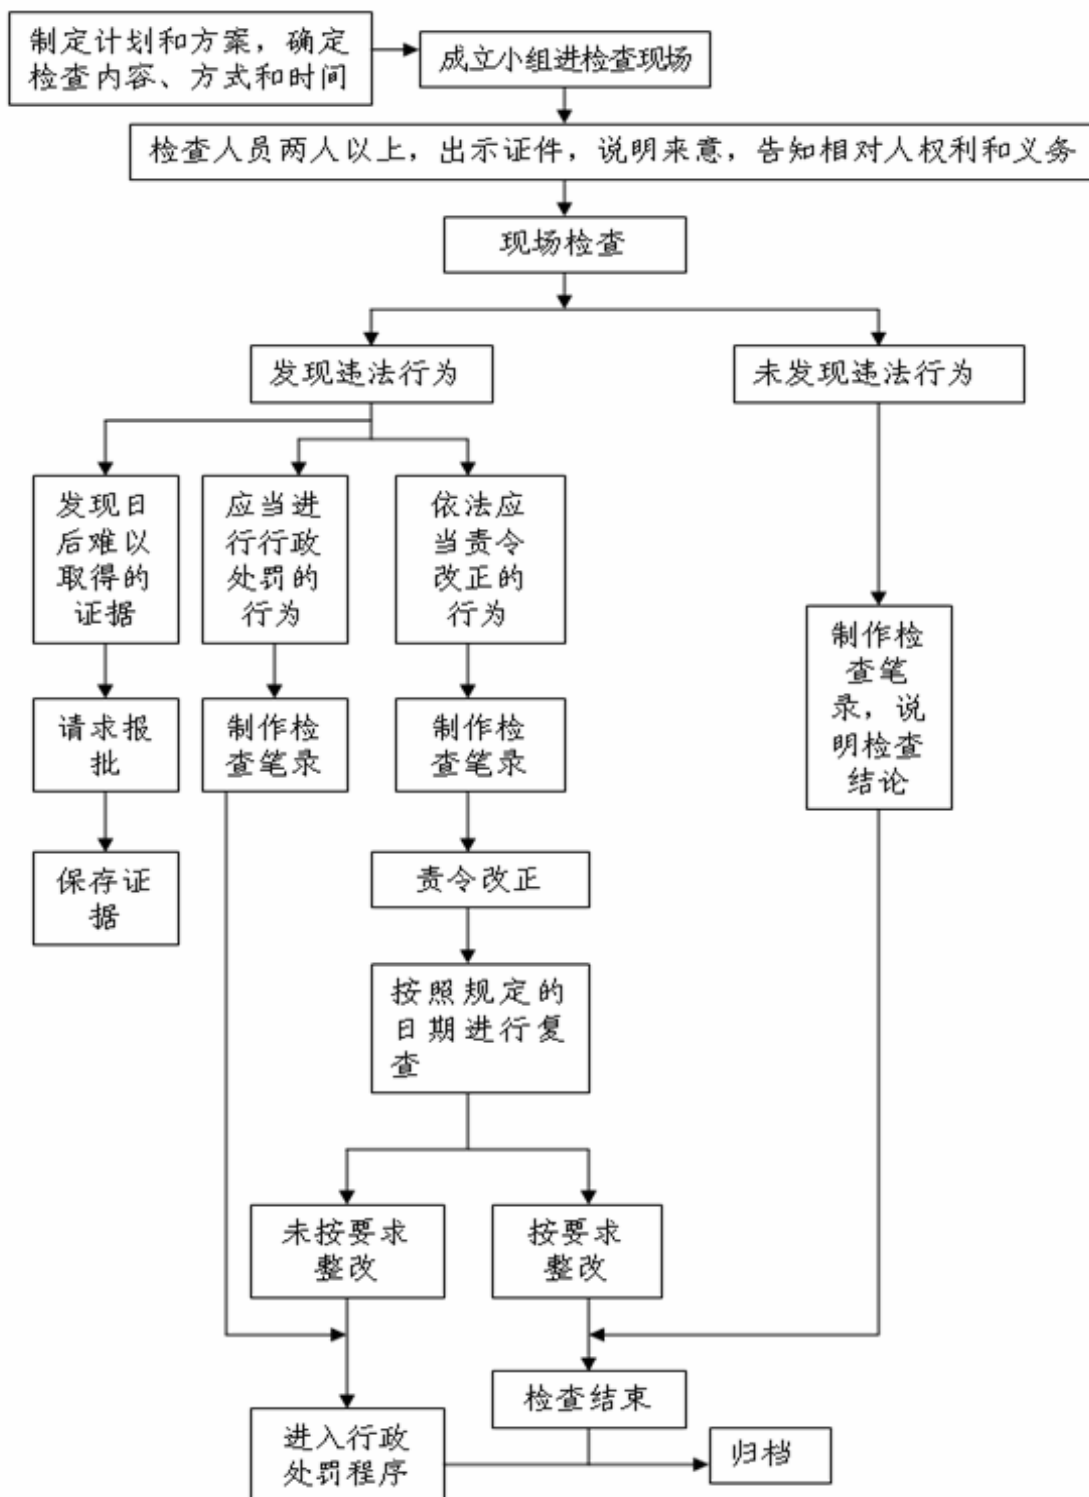 制定计划和方案，确定
检查内容、方式和时间
成立小组进检查现场
检查人员两人以上，出示证件，说明来意，告知相对人权利和义务
现场检查
发现违法行为
未发现违法行为
发现日
后难以
取得的
证据
应当进
行行政
处罚的
行为
依法应
当责令
改正的
行为
制作检
查笔
录，说
明检查
结论
请求报
批
制作检
查笔录
制作检
查笔录
保存证
据
责令改正
按照规定的
日期进行复
查
未按要求
整改
按要求
整改
检查结束
进入行政
处罚程序
归档